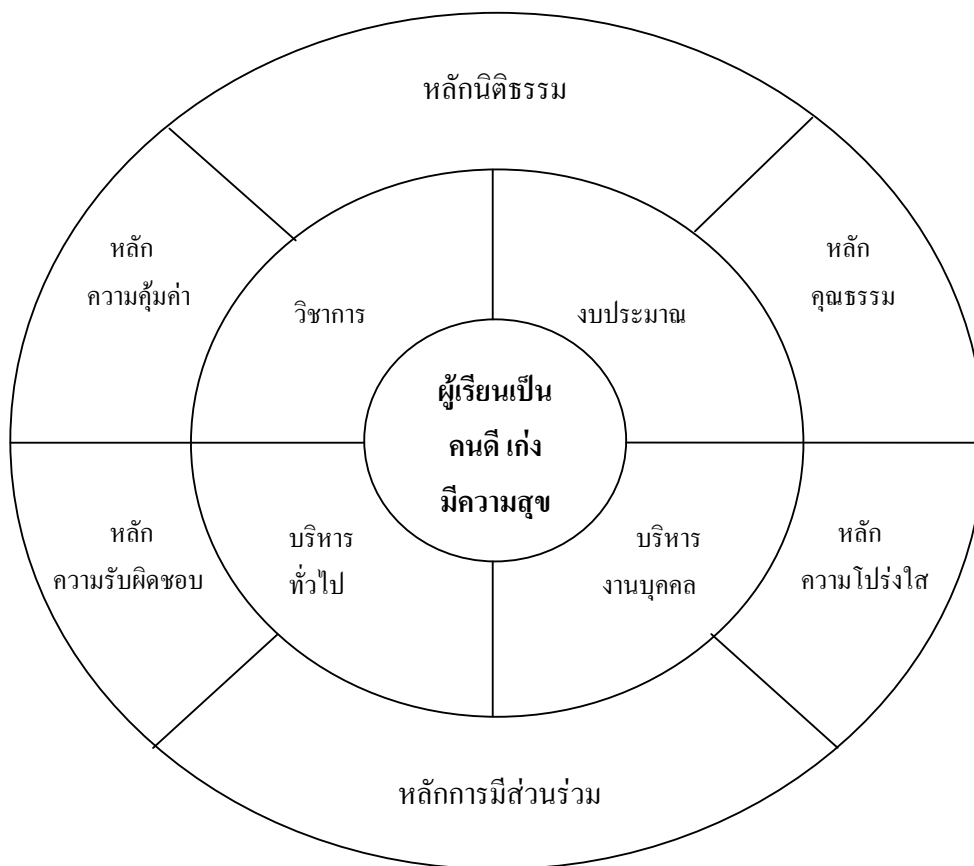 หลักนิติธรรม
หลัก
ความคุ้มค่า
หลัก
คุณธรรม
วิชาการ
งบประมาณ
ผู้เรียนเป็น
คนดี เก่ง
มีความสุข
หลัก
ความรับผิดชอบ
บริหาร
ทั่วไป
บริหาร
งานบุคคล
หลัก
ความโปร่งใส
หลักการมีส่วนร่วม